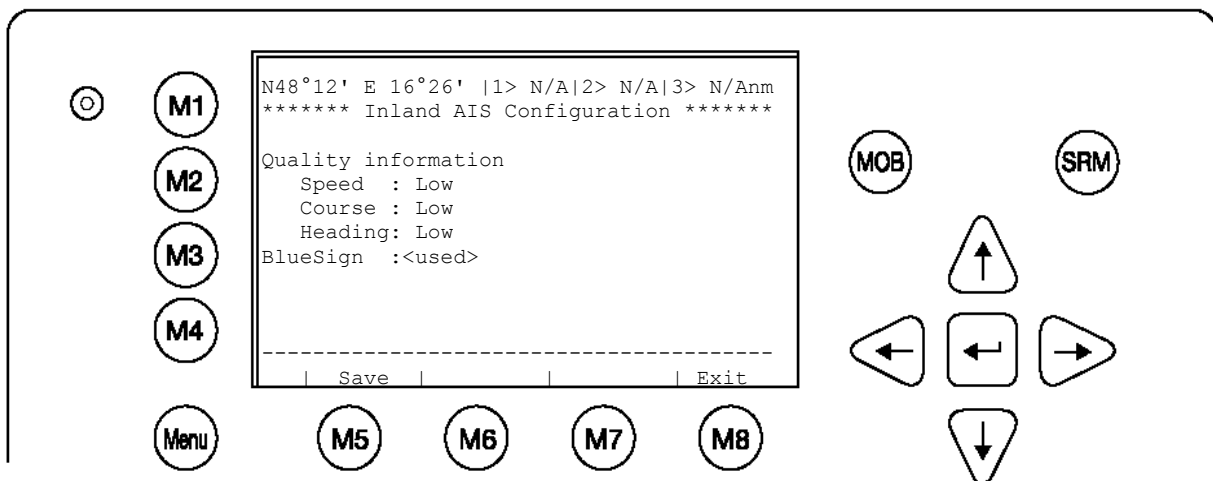 N48°12' E 16°26' |1> N/A|2> N/A|3> N/Anm
******* Inland AIS Configuration *******
Quality information
Speed : Low
Course : Low
Heading: Low
BlueSign :<used>
----------------------------------------
| Save | | | Exit
M1
M2
M3
M4
Menu
M5
M6
M7
M8
MOB
SRM